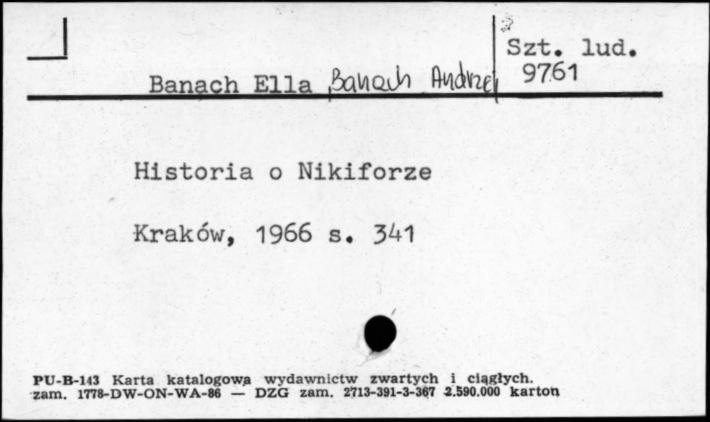 Szt. lud.
9761
Banach Ella, Banach Andrzej
Historia o Nikiforze
Kraków, 1966 s. 341
PU-B-143 Karta katalogowa wydawnictw zwartych i ciągłych.
zam. 1778-DW-ON-WA-86 — DZG zam. 2713-391-3-367 2.590.000 karton